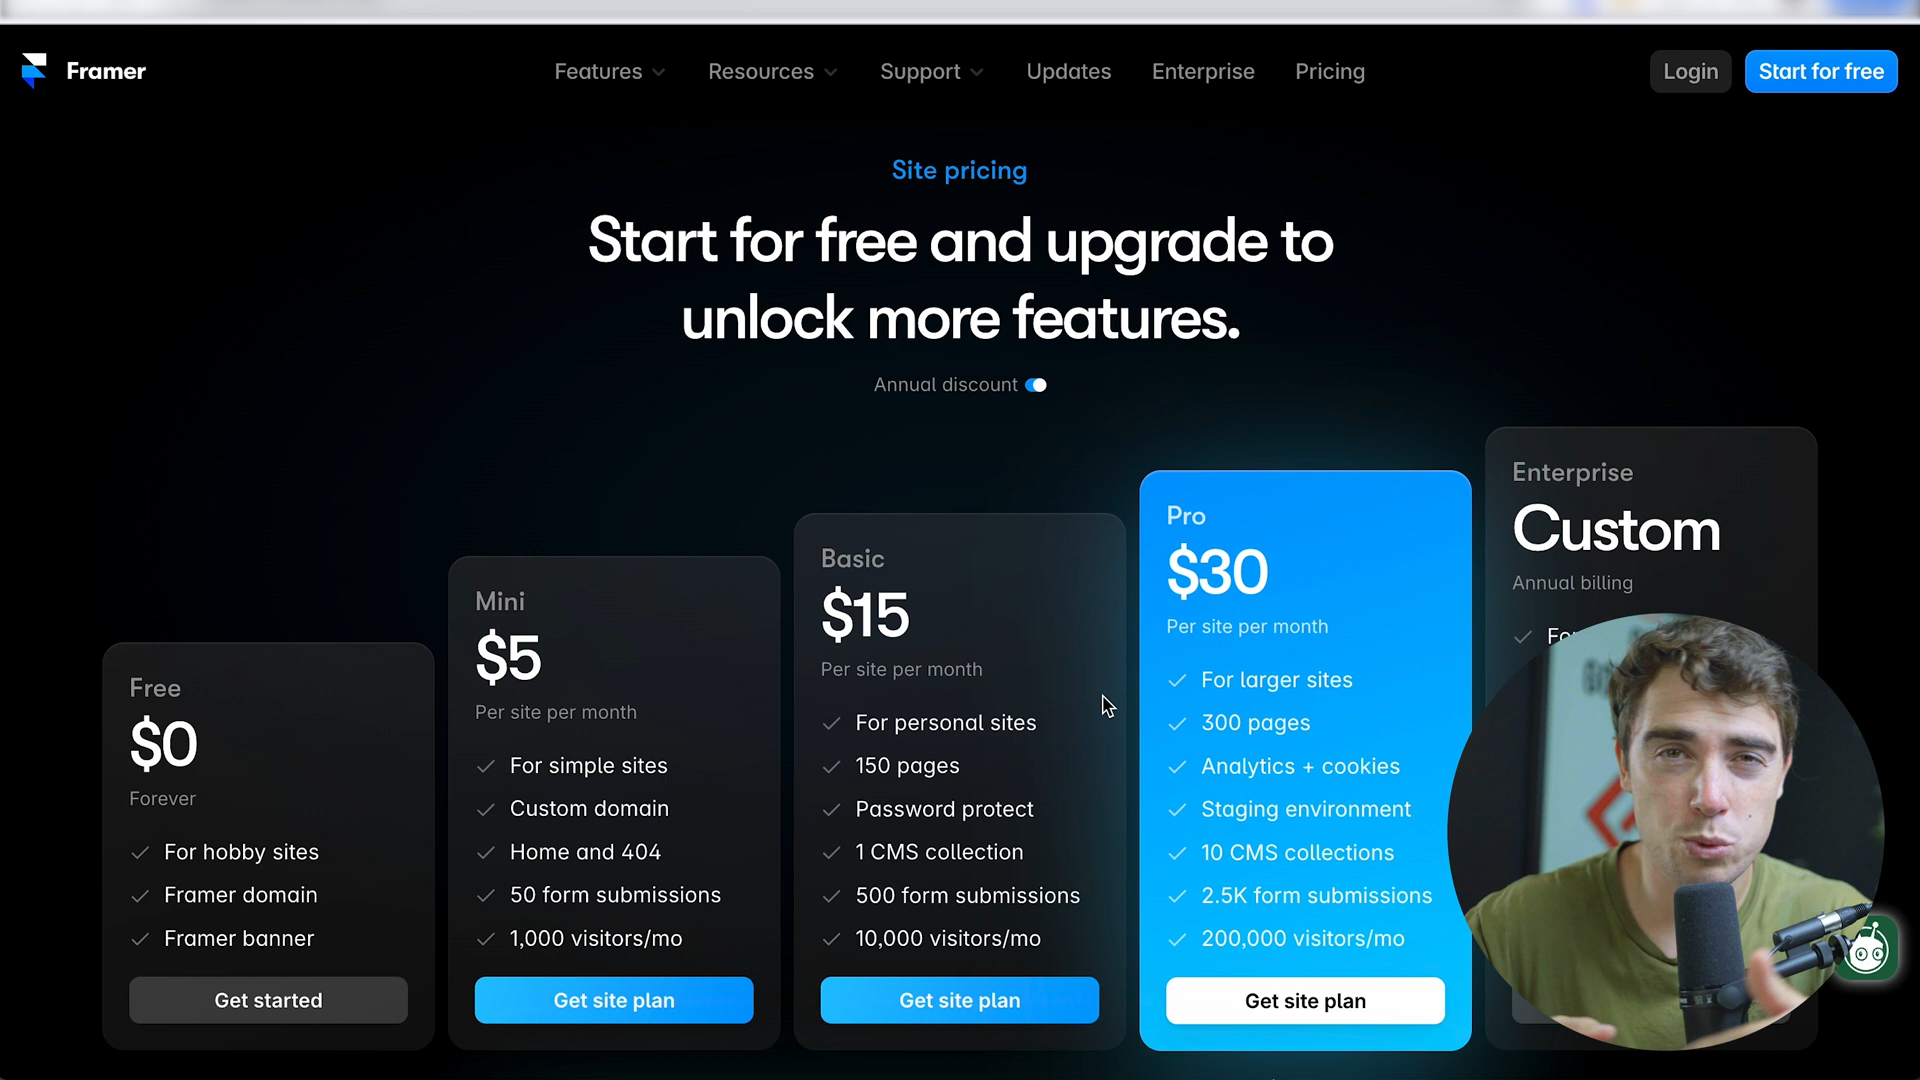 Framer
Features
Resources
Support
Updates
Enterprise
Pricing
Login
Start for free
Site pricing
Start for free and upgrade to
unlock more features.
Annual discount
Free
$0
Forever
For hobby sites
Framer domain
Framer banner
Get started
Mini
$5
Per site per month
For simple sites
Custom domain
Home and 404
50 form submissions
1,000 visitors/mo
Get site plan
Basic
$15
Per site per month
For personal sites
150 pages
Password protect
1 CMS collection
500 form submissions
10,000 visitors/mo
Get site plan
Pro
$30
Per site per month
For larger sites
300 pages
Analytics + cookies
Staging environment
10 CMS collections
2.5K form submissions
200,000 visitors/mo
Get site plan
Enterprise
Custom
Annual billing